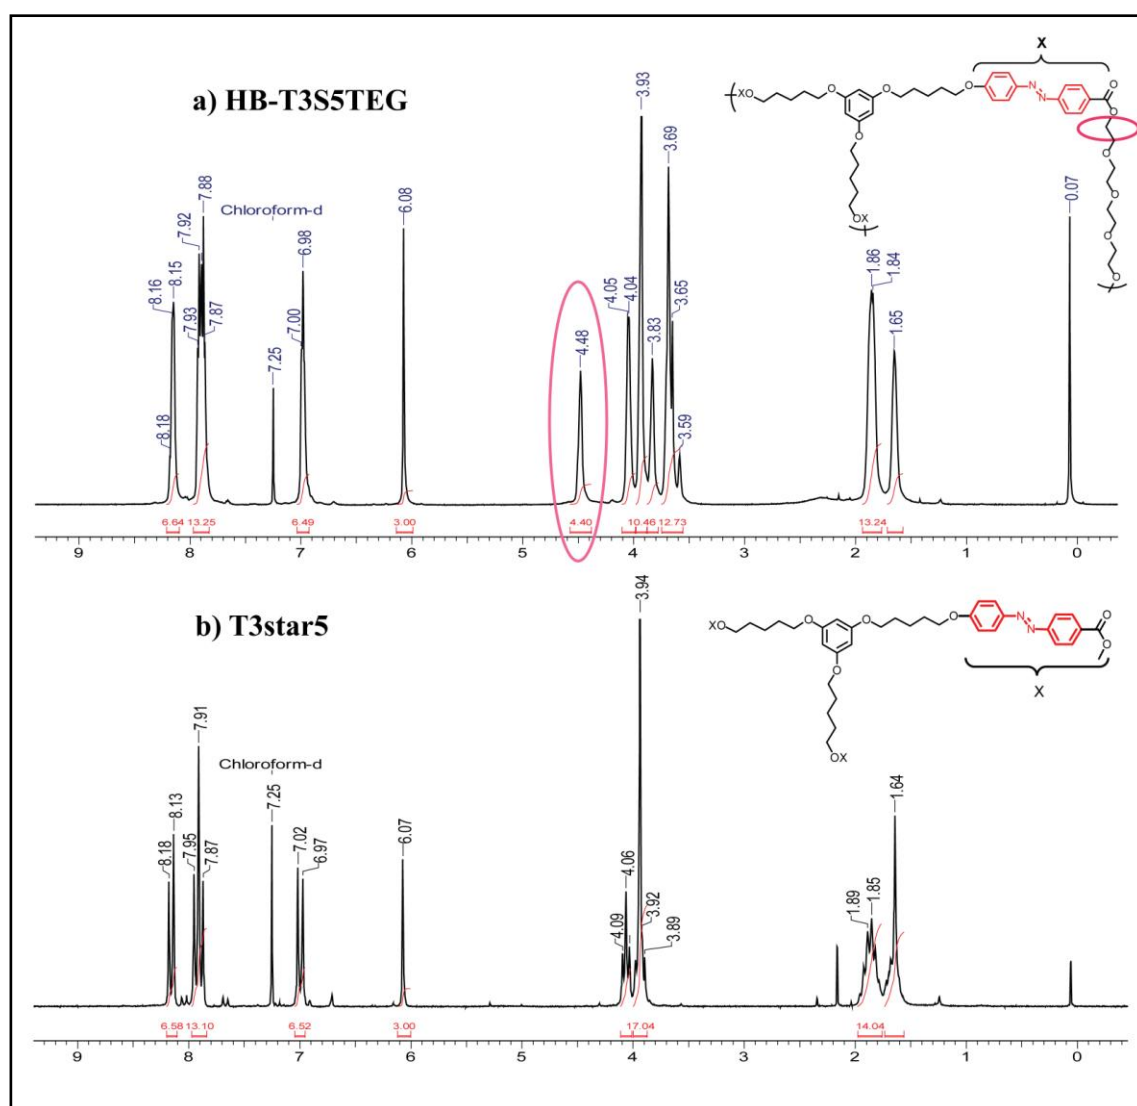 a) HB-T3S5TEG
X
XO
O
O
O
N
N
O
O
O
O
OX
O
O
O
8.16
8.15
8.18
7.93
7.92
7.88
7.87
Chloroform-d
7.25
7.00
6.98
6.08
4.48
4.05
4.04
3.93
3.83
3.69
3.65
3.59
1.86
1.84
1.65
0.07
6.64 13.25 6.49 3.00 4.40 10.46 12.73 13.24
9 8 7 6 5 4 3 2 1 0
b) T3star5
XO
O
O
O
O
N
N
O
O
X
OX
8.18
8.13
7.95
7.91
7.87
Chloroform-d
7.25
7.02
6.97
6.07
4.09
4.06
3.94
3.92
3.89
1.89
1.85
1.64
6.58 13.10 6.52 3.00 17.04 14.04
9 8 7 6 5 4 3 2 1 0